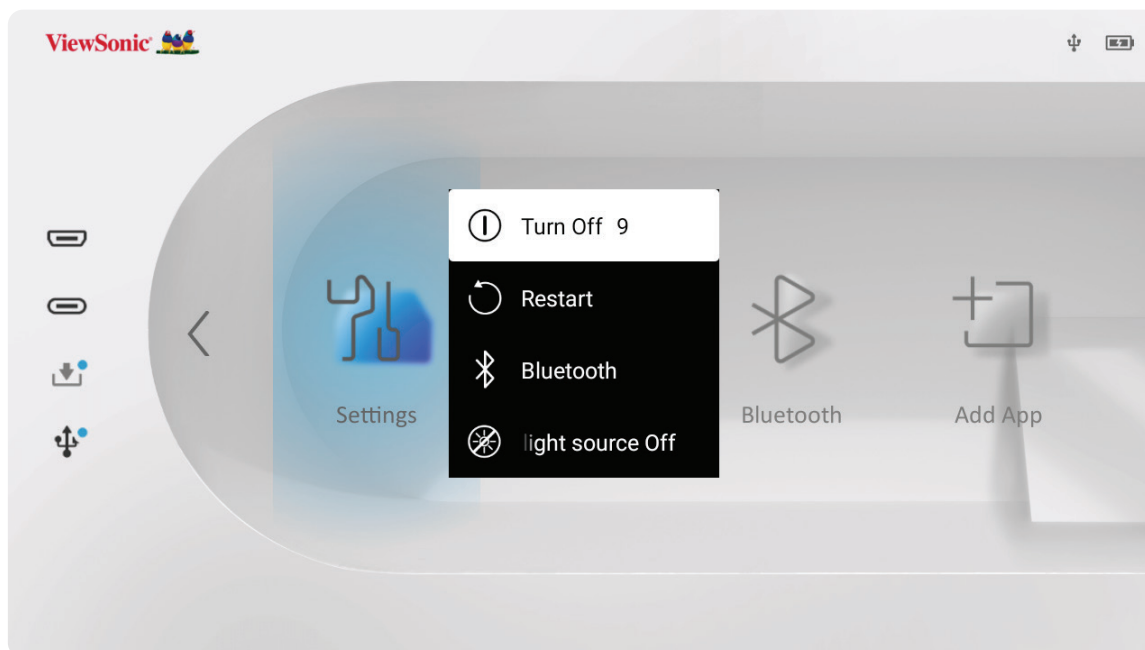 ViewSonic
Turn Off 9
Restart
Bluetooth
light source Off
Settings
Bluetooth
Add App